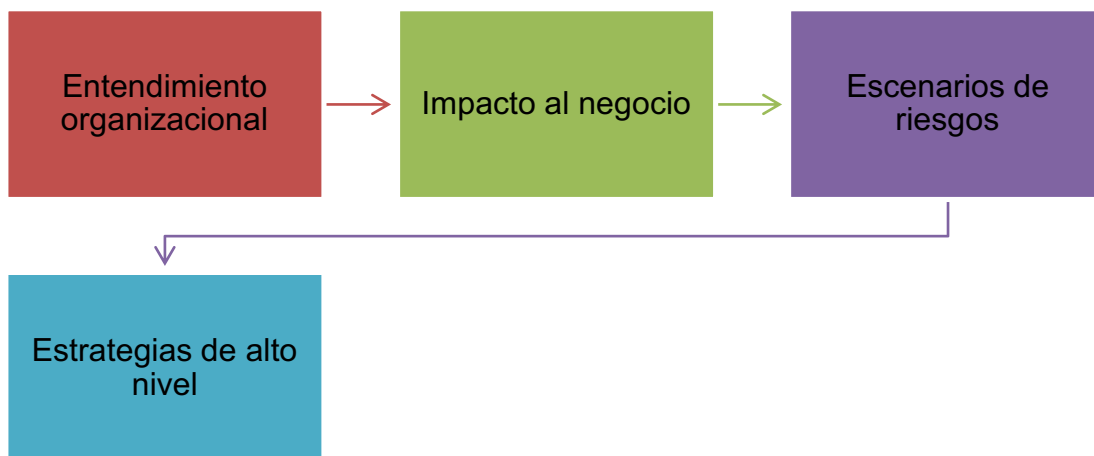 Entendimiento
organizacional
Impacto al negocio
Escenarios de
riesgos
Estrategias de alto
nivel